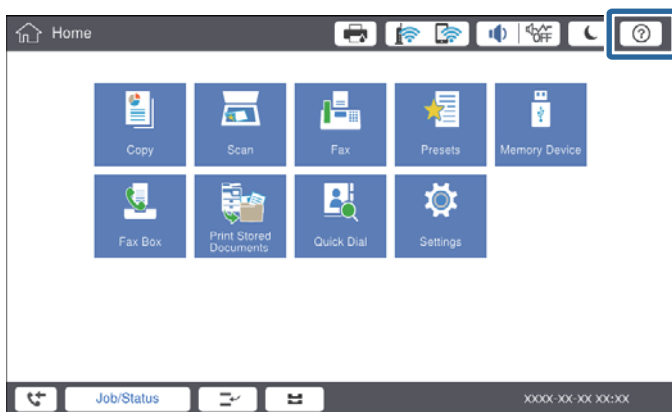 Home
OFF
?
Copy
Scan
Fax
Presets
Memory Device
Fax Box
Print Stored
Documents
Quick Dial
Settings
Job/Status
XXXX-XX-XX XX:XX